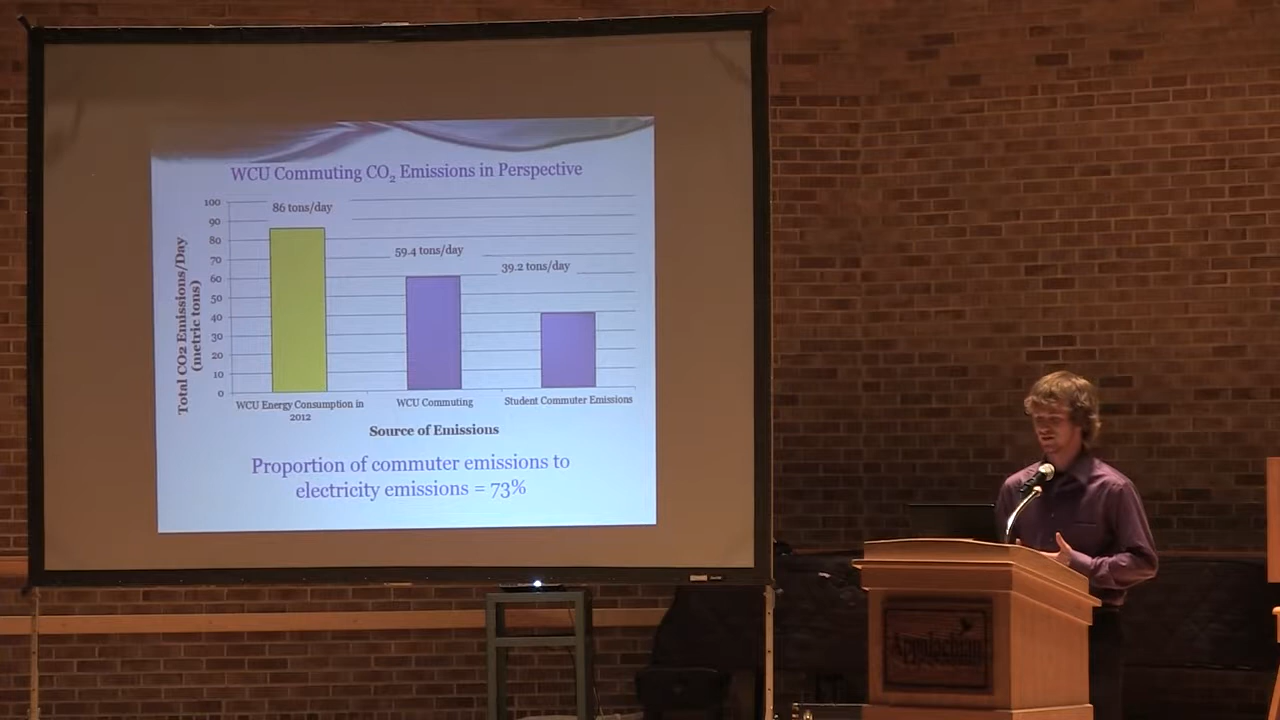 WCU Commuting CO₂ Emissions in Perspective
100
90
80
70
60
50
40
30
20
10
0
86 tons/day
59.4 tons/day
39.2 tons/day
Total CO2 Emissions/Day
(metric tons)
WCU Energy Consumption in
2012
WCU Commuting
Student Commuter Emissions
Source of Emissions
Proportion of commuter emissions to
electricity emissions = 73%
Appalachian